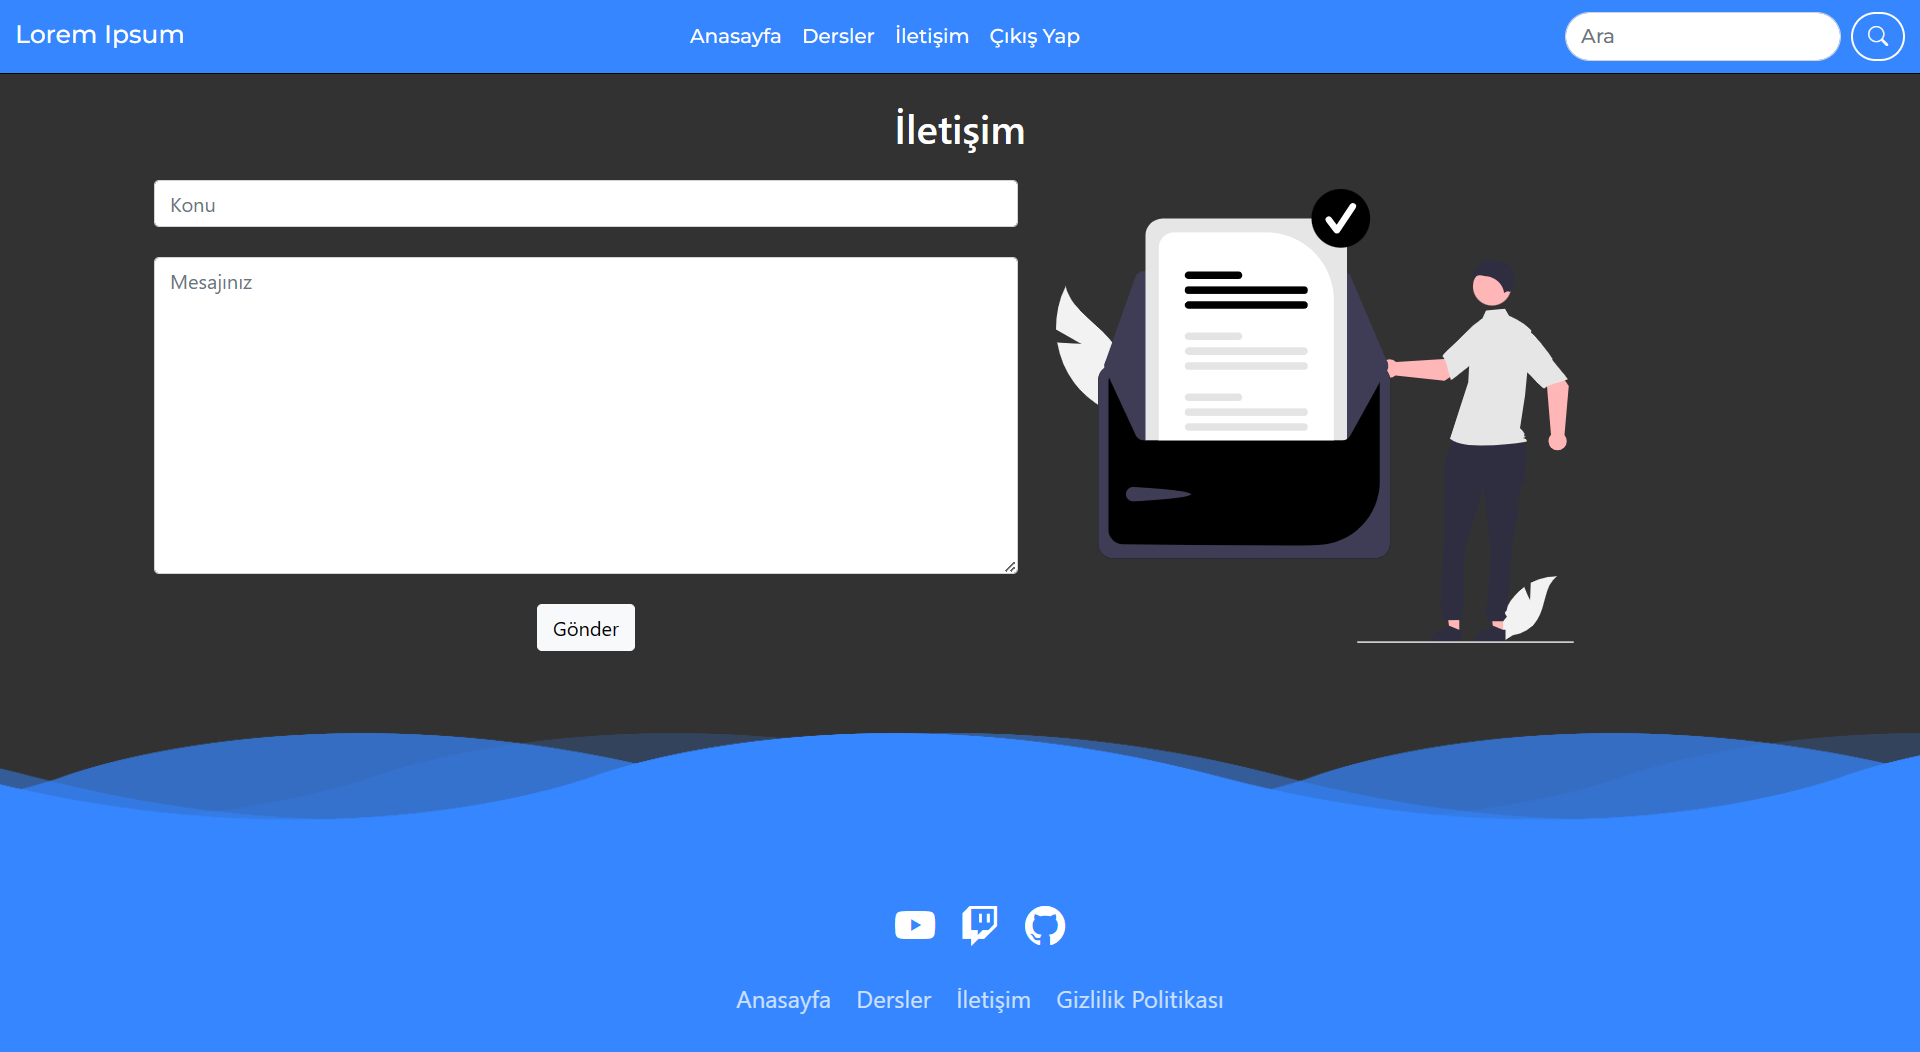 Lorem Ipsum
Anasayfa Dersler İletişim Çıkış Yap
Ara
İletişim
Konu
Mesajınız
Gönder
Anasayfa Dersler İletişim Gizlilik Politikası